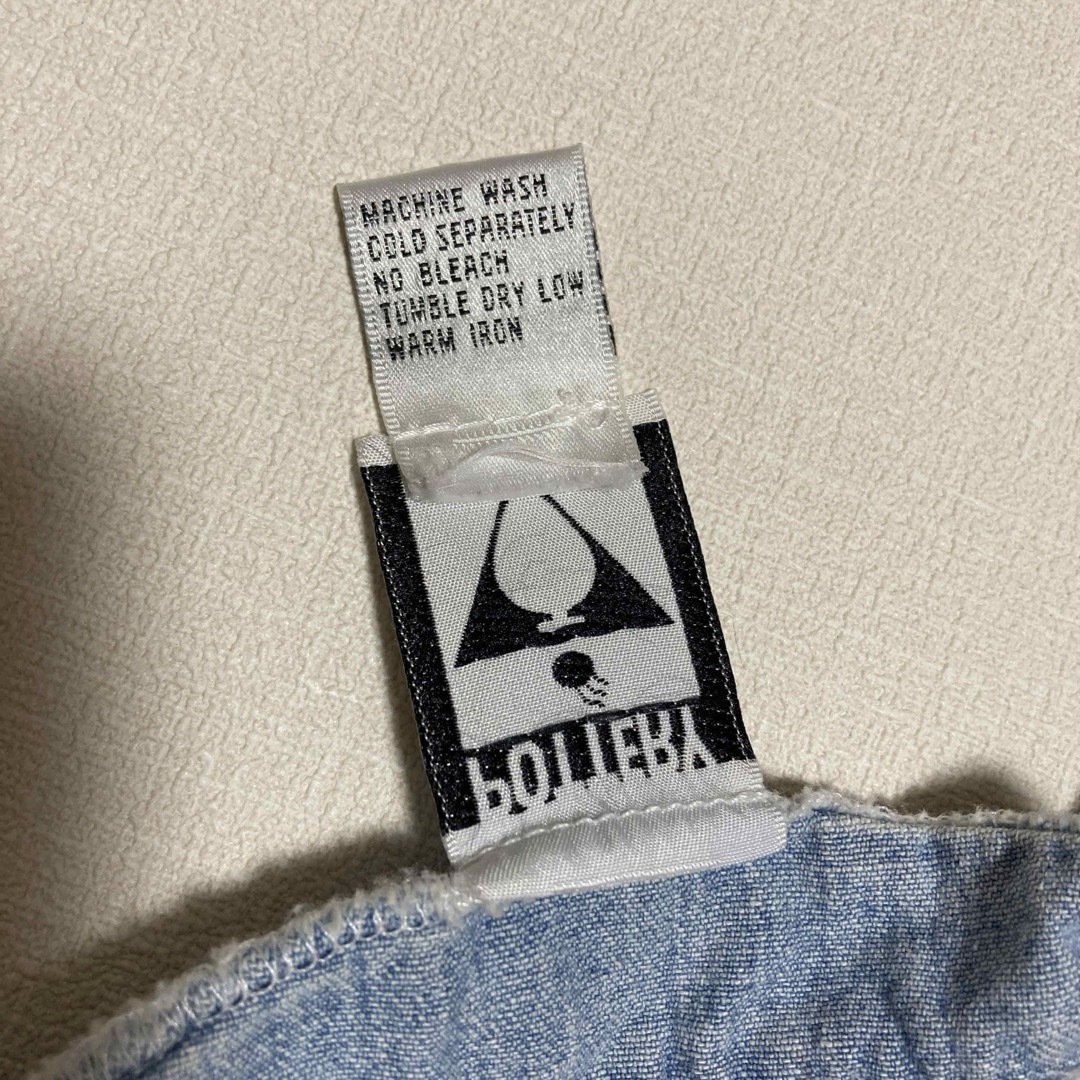 MACHINE WASH
COLD SEPARATELY
NO BLEACH
TUMBLE DRY LOW
WARM IRON
POTTERY